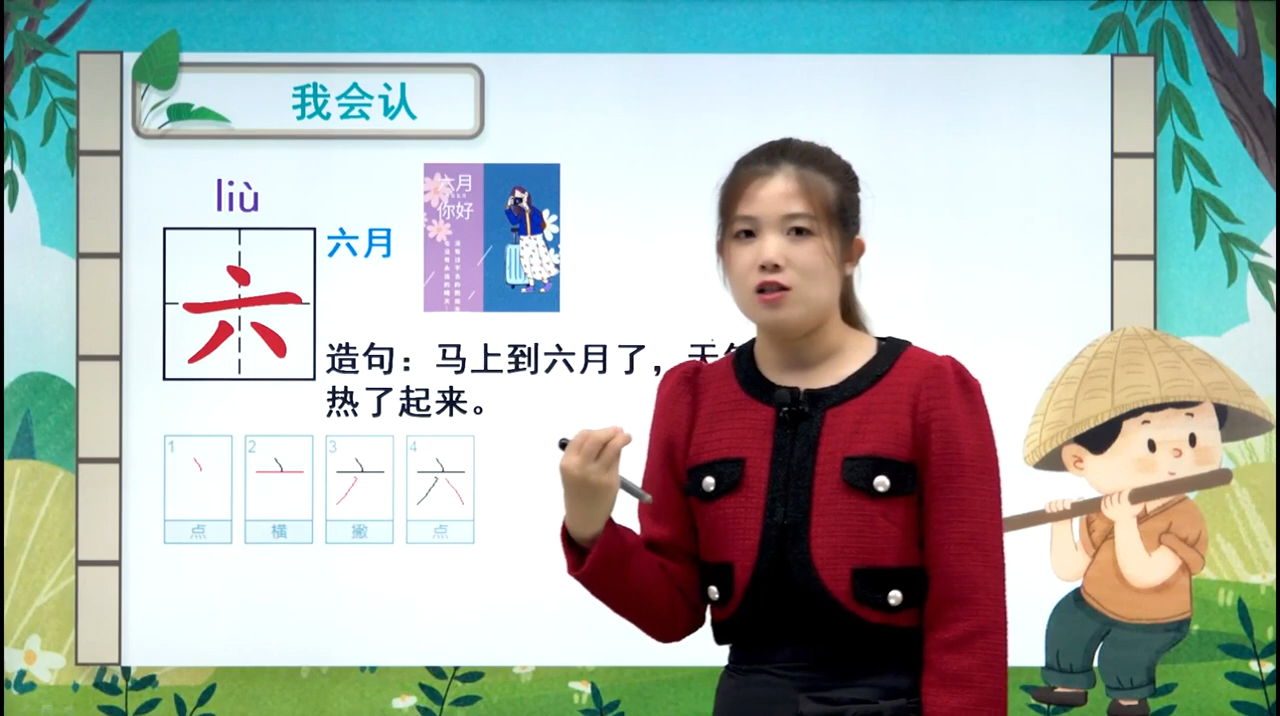 我会认
liù
六月
六月
你好
六
造句：马上到六月了，天
热了起来。
1 2 3 4
点 横 撇 点